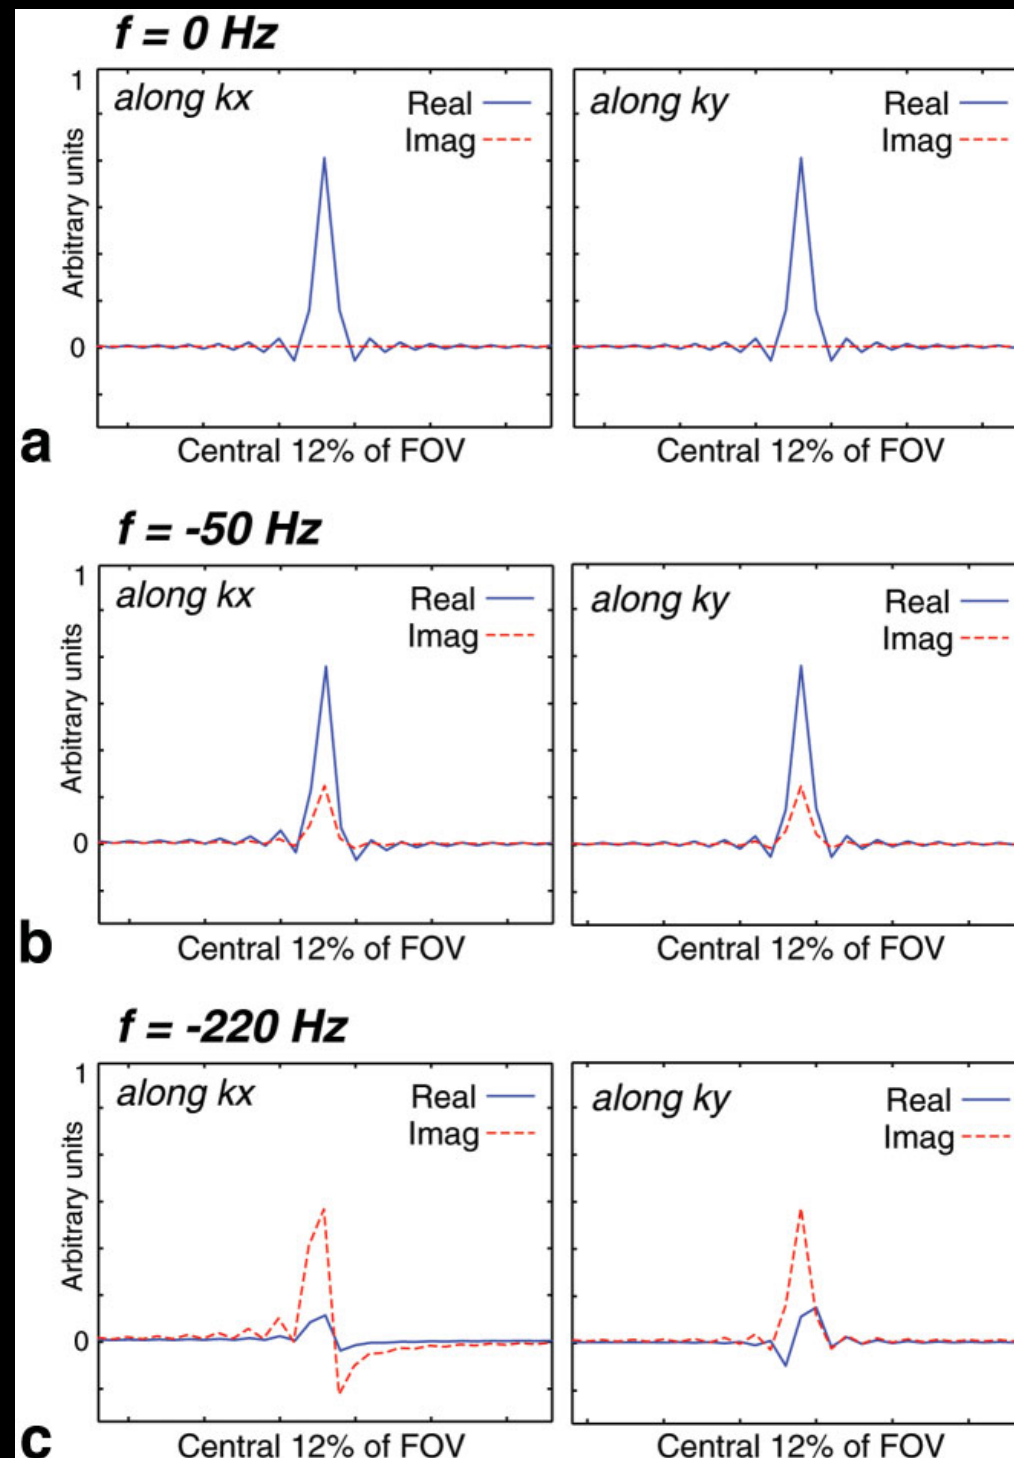 f = 0 Hz
1
along kx
Real
Imag
along ky
Real
Imag
Arbitrary units
0
a
Central 12% of FOV
Central 12% of FOV
f = -50 Hz
1
along kx
Real
Imag
along ky
Real
Imag
Arbitrary units
0
b
Central 12% of FOV
Central 12% of FOV
f = -220 Hz
1
along kx
Real
Imag
along ky
Real
Imag
Arbitrary units
0
c
Central 12% of FOV
Central 12% of FOV